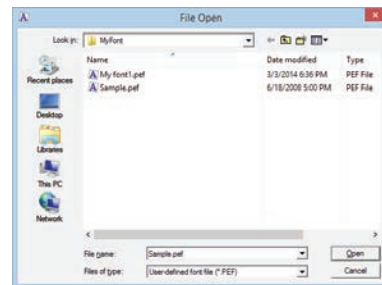 File Open
Look in: MyFont
Name Date modified Type
My font1.pef 3/3/2014 6:36 PM PEF File
Sample.pef 6/18/2008 5:00 PM PEF File
Recent places
Desktop
Libraries
This PC
Network
File name: Sample.pef Open
Files of type: User-defined font file (*.PEF) Cancel